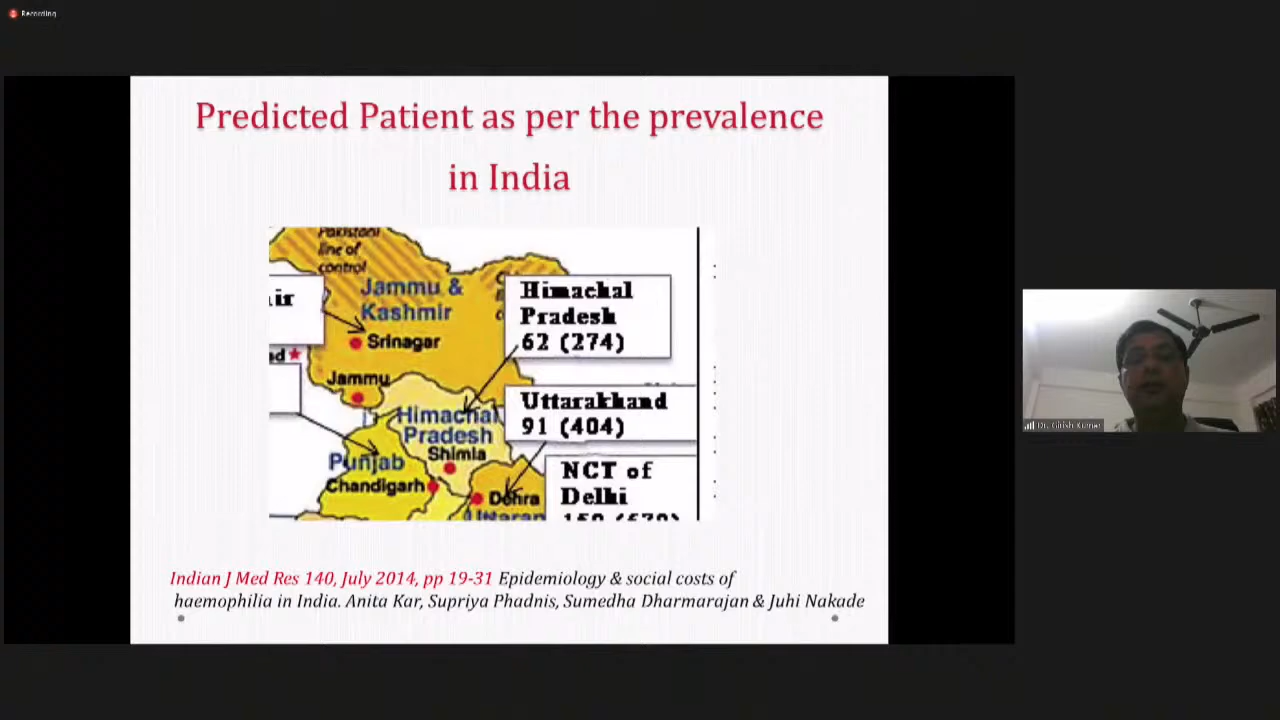 Recording
Predicted Patient as per the prevalence
in India
Pakistani
line of
control
Jammu &
Kashmir
Srinagar
Jammu
Himachal
Pradesh
62 (274)
Uttarakhand
91 (404)
NCT of
Delhi
Himachal
Pradesh
Shimla
Punjab
Chandigarh
Dehra
Indian J Med Res 140, July 2014, pp 19-31 Epidemiology & social costs of
haemophilia in India. Anita Kar, Supriya Phadnis, Sumedha Dharmarajan & Juhi Nakade
Dr. Girish Kumar